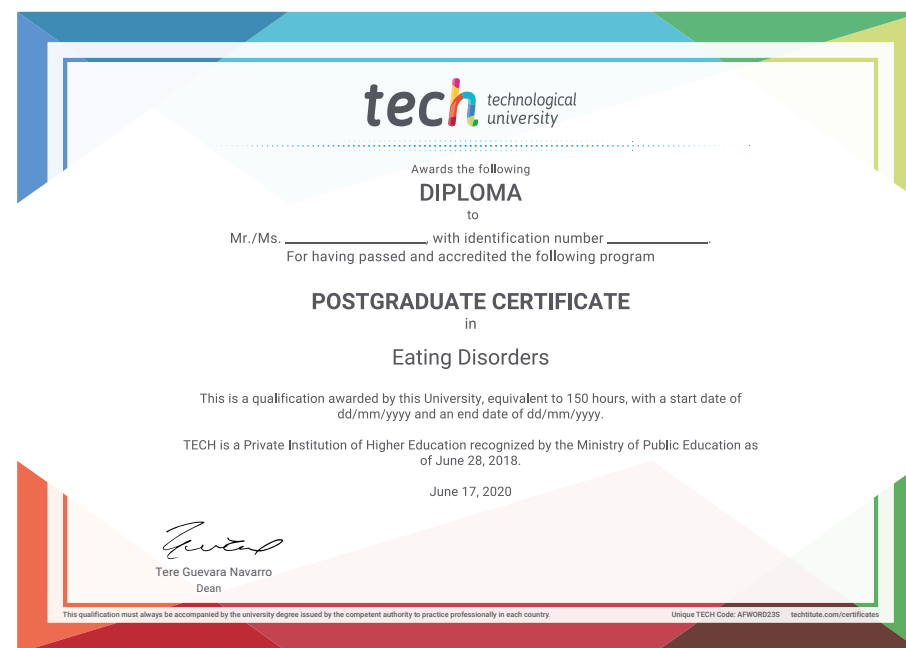 tech technological
university
Awards the following
DIPLOMA
to
Mr./Ms. ____________________, with identification number ______________.
For having passed and accredited the following program
POSTGRADUATE CERTIFICATE
in
Eating Disorders
This is a qualification awarded by this University, equivalent to 150 hours, with a start date of
dd/mm/yyyy and an end date of dd/mm/yyyy.
TECH is a Private Institution of Higher Education recognized by the Ministry of Public Education as
of June 28, 2018.
June 17, 2020
Tere Guevara Navarro
Dean
This qualification must always be accompanied by the university degree issued by the competent authority to practice professionally in each country. Unique TECH Code: AFWORD23S techtitute.com/certificates